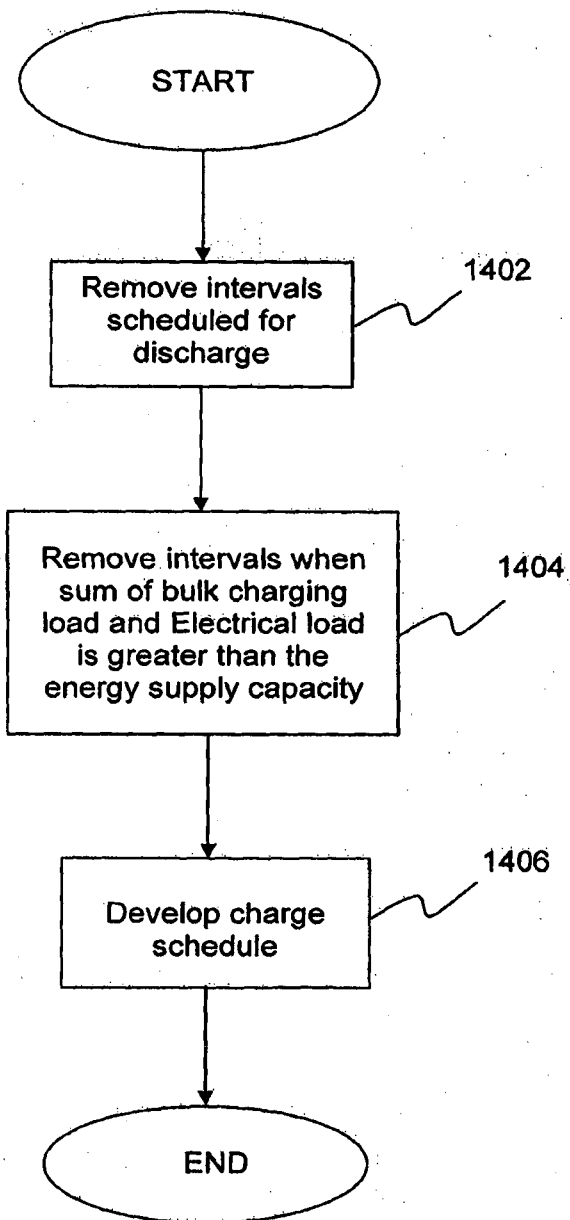 START
Remove intervals
scheduled for
discharge
1402
Remove intervals when
sum of bulk charging
load and Electrical load
is greater than the
energy supply capacity
1404
Develop charge
schedule
1406
END